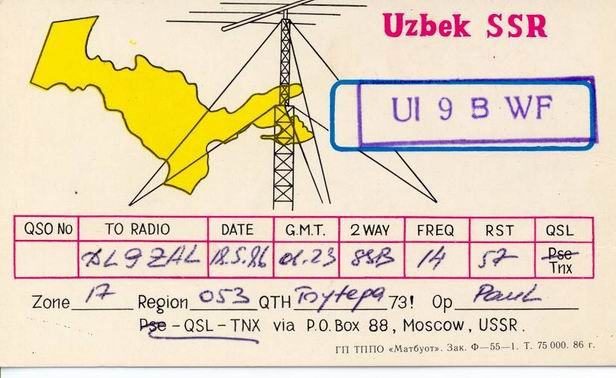 Uzbek SSR
UI 9 B WF
QSO No TO RADIO DATE G.M.T. 2 WAY FREQ RST QSL
DL9ZAL 18.5.86 01.23 SSB 14 57 Pse Tnx
Zone 17 Region 053 QTH Toytepa 73! Op Paul
Pse - QSL - TNX via P.O. Box 88, Moscow, USSR.
ГП ТППО «Матбуот». Зак. Ф—55—1. Т. 75 000. 86 г.